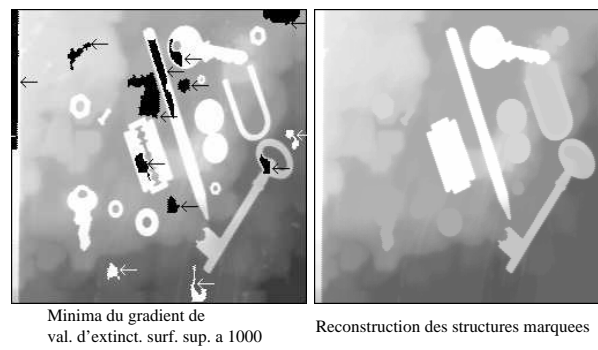 Minima du gradient de
val. d'extinct. surf. sup. a 1000
Reconstruction des structures marquees